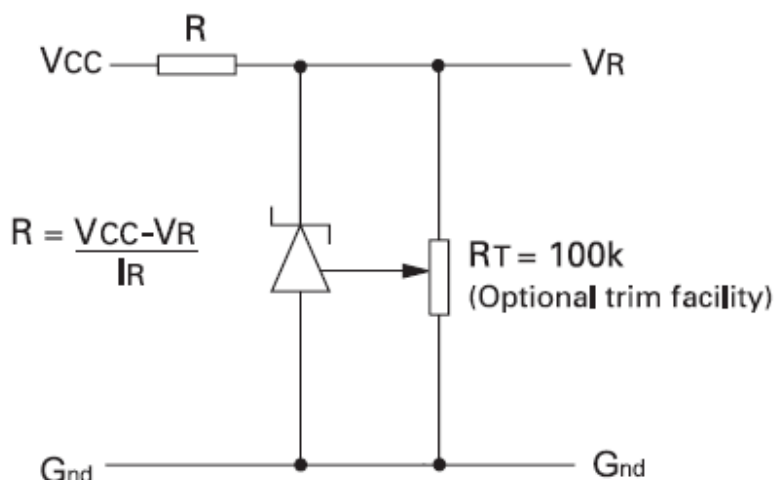 R
VCC
VR
R = VCC-VR
IR
RT = 100k
(Optional trim facility)
Gnd
Gnd